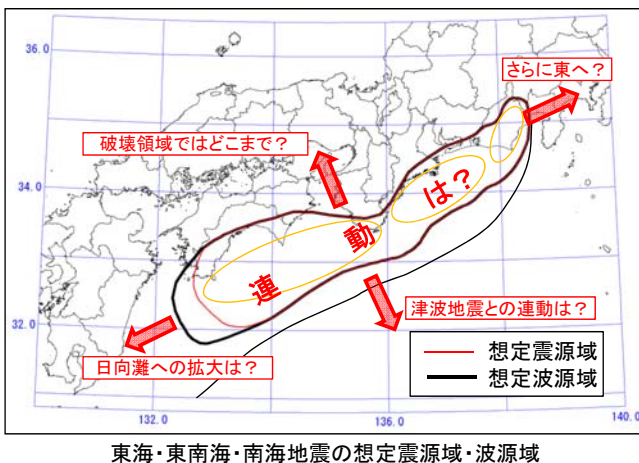 36.0
さらに東へ？
破壊領域ではどこまで？
34.0
は？
動
連
津波地震との連動は？
32.0
想定震源域
想定波源域
日向灘への拡大は？
132.0
136.0
140.0
東海・東南海・南海地震の想定震源域・波源域